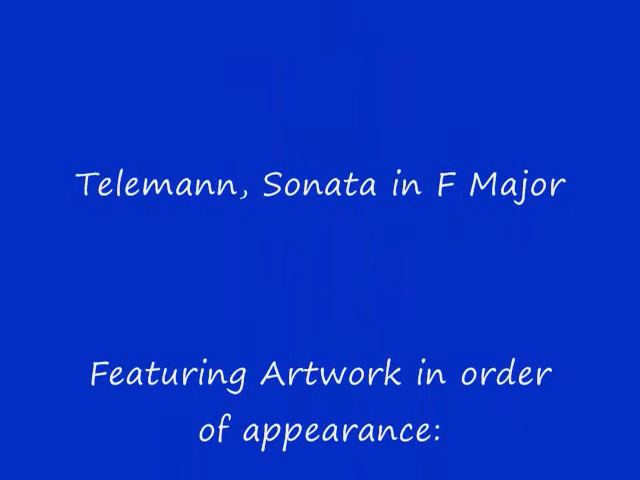 Telemann, Sonata in F Major
Featuring Artwork in order
of appearance: